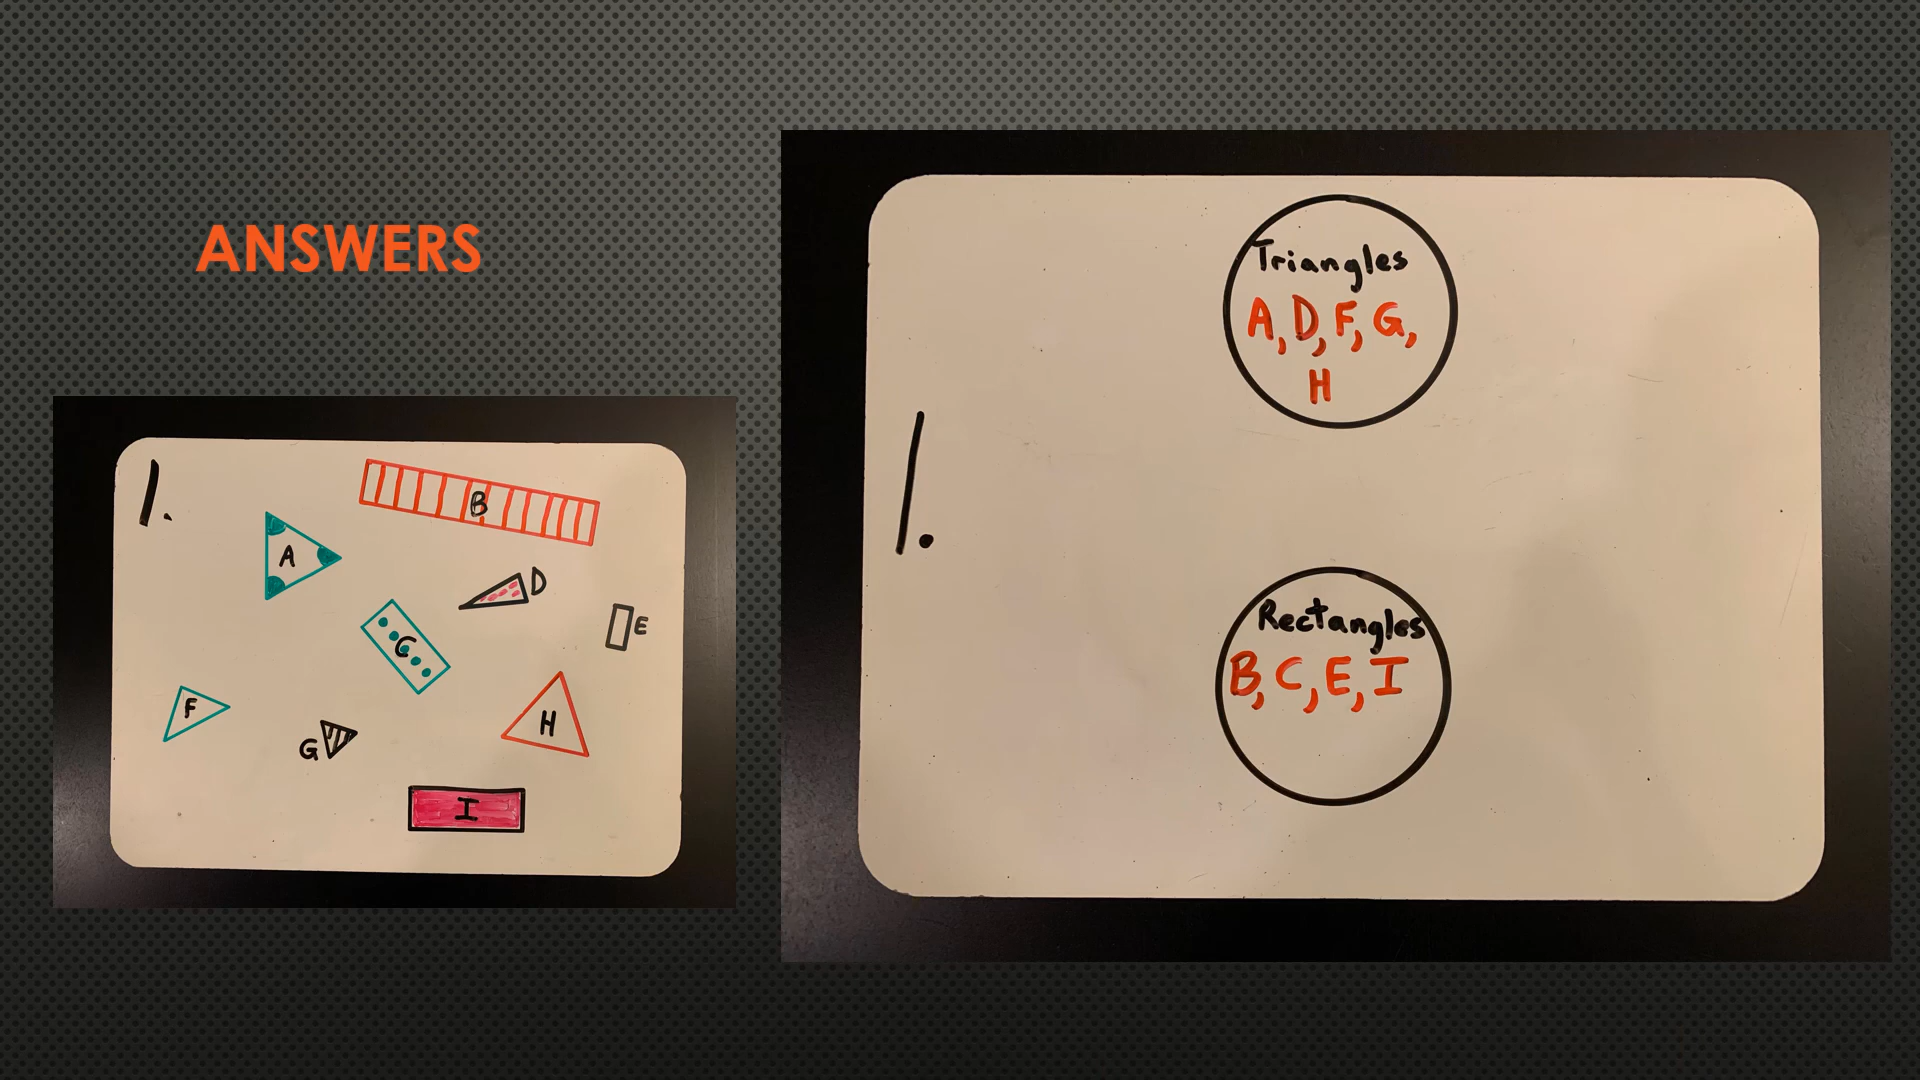 ANSWERS
1.
B
A
D
C
E
F
H
G
I
1.
Triangles
A, D, F, G,
H
Rectangles
B, C, E, I